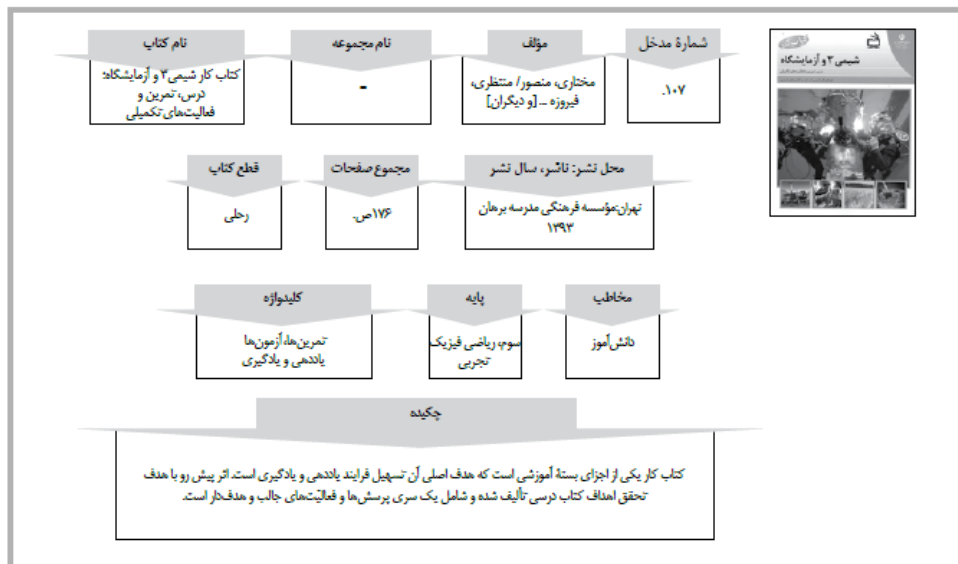 شمارهٔ مدخل
۱۰۷.
مؤلف
مختاری، منصور/ منتظری،
فیروزه ــ [و دیگران]
نام مجموعه
-
نام کتاب
کتاب کار شیمی۳ و آزمایشگاه:
درس، تمرین و
فعالیت‌های تکمیلی
شیمی ۳ و آزمایشگاه
محل نشر: ناشر، سال نشر
تهران:مؤسسه فرهنگی مدرسه برهان
۱۳۹۳
مجموع صفحات
۱۷۶ص.
قطع کتاب
رحلی
مخاطب
دانش‌آموز
پایه
سوم، ریاضی فیزیک
تجربی
کلیدواژه
تمرین‌ها، آزمون‌ها
یاددهی و یادگیری
چکیده
کتاب کار یکی از اجزای بستهٔ آموزشی است که هدف اصلی آن تسهیل فرایند یاددهی و یادگیری است. اثر پیش رو با هدف
تحقق اهداف کتاب درسی تألیف شده و شامل یک سری پرسش‌ها و فعالیّت‌های جالب و هدف‌دار است.